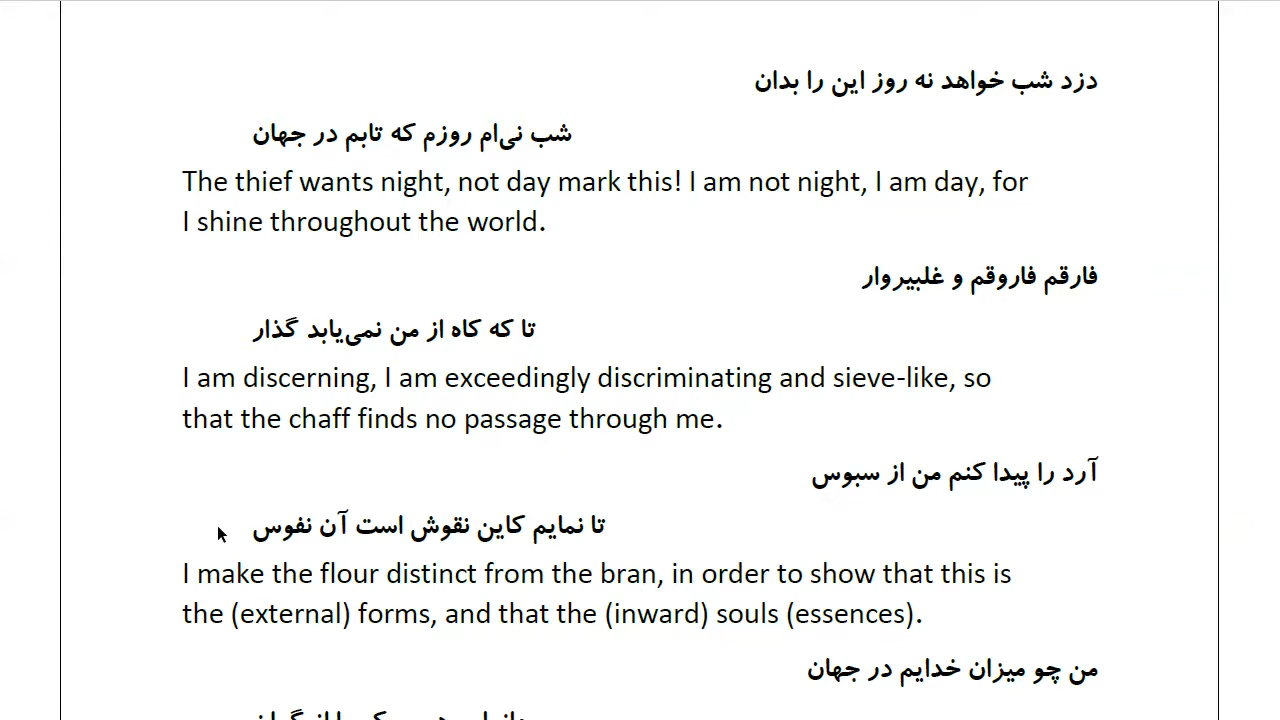 دزد شب خواهد نه روز این را بدان
شب نی‌ام روزم که تابم در جهان
The thief wants night, not day mark this! I am not night, I am day, for
I shine throughout the world.
فارقم فاروقم و غلبیروار
تا که کاه از من نمی‌یابد گذار
I am discerning, I am exceedingly discriminating and sieve-like, so
that the chaff finds no passage through me.
آرد را پیدا کنم من از سبوس
تا نمایم کاین نقوش است آن نفوس
I make the flour distinct from the bran, in order to show that this is
the (external) forms, and that the (inward) souls (essences).
من چو میزان خدایم در جهان